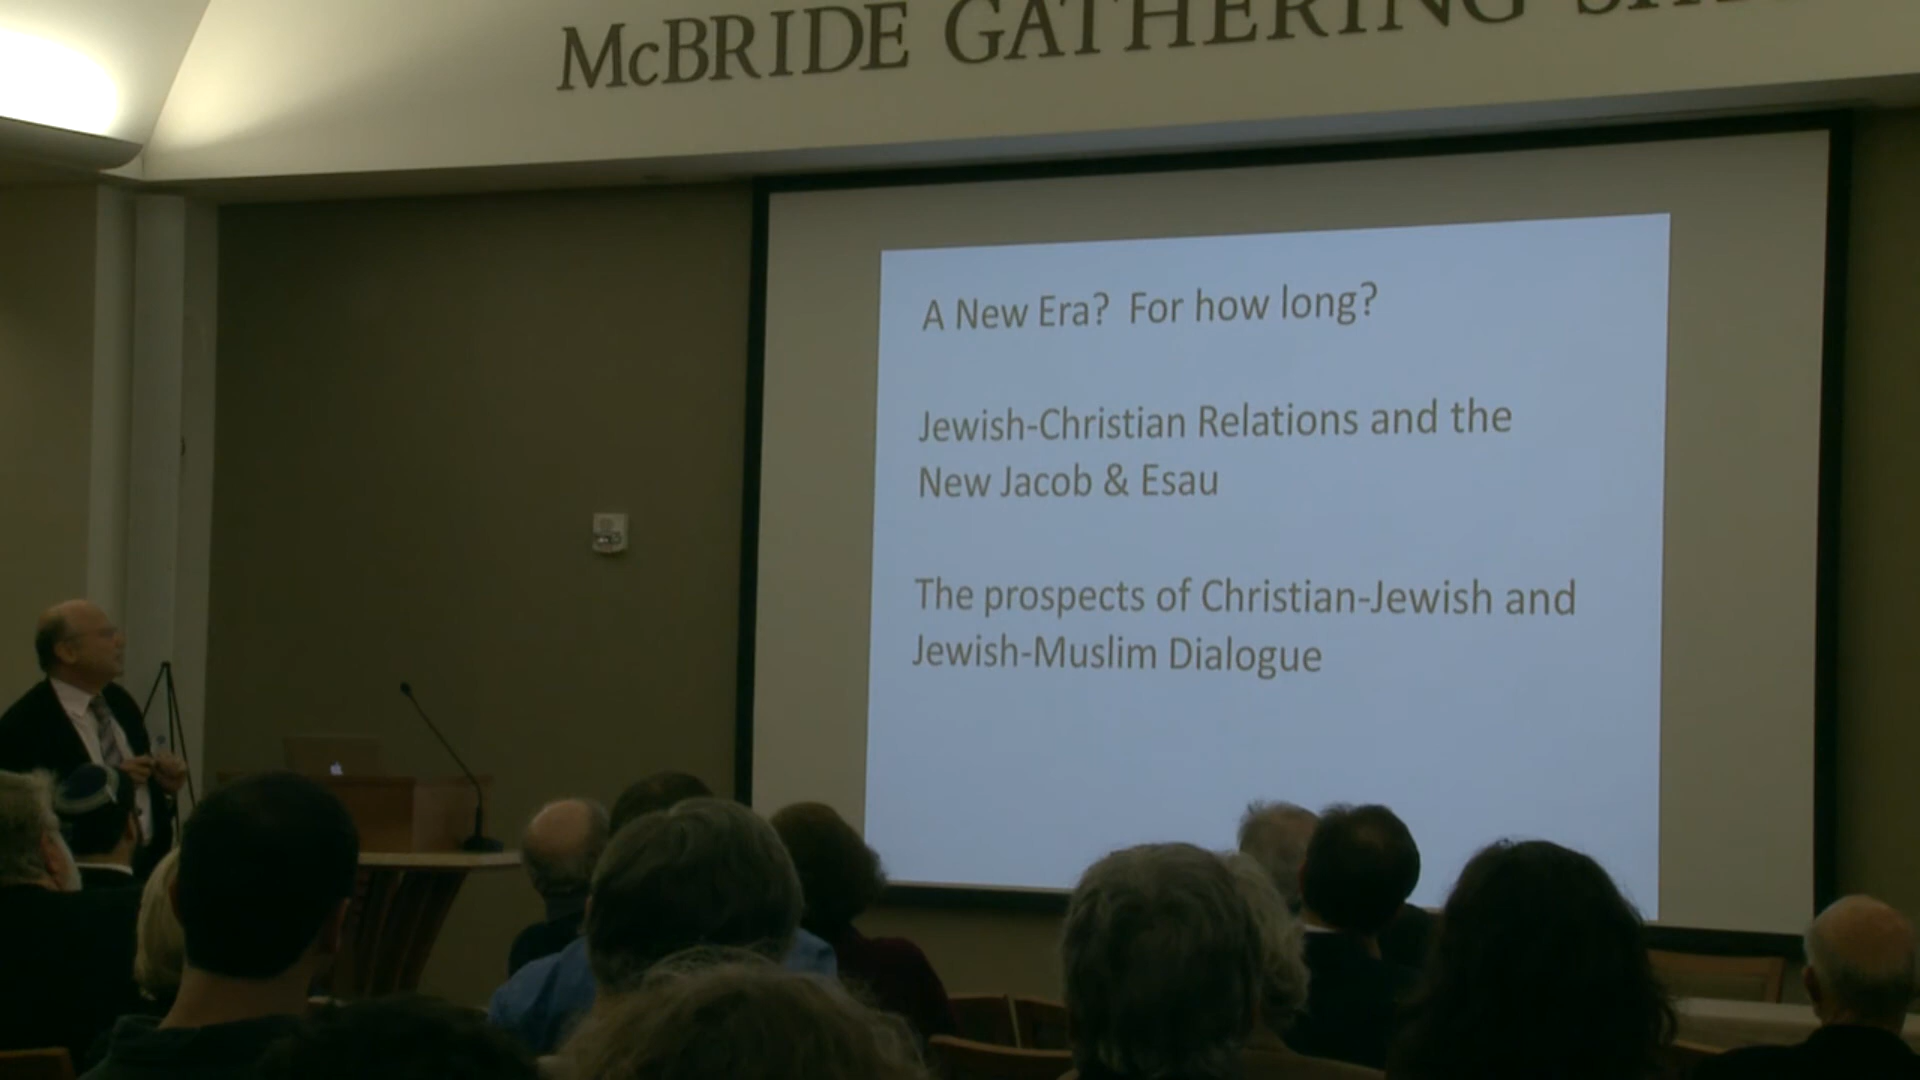 McBRIDE GATHERING
A New Era? For how long?
Jewish-Christian Relations and the
New Jacob & Esau
The prospects of Christian-Jewish and
Jewish-Muslim Dialogue